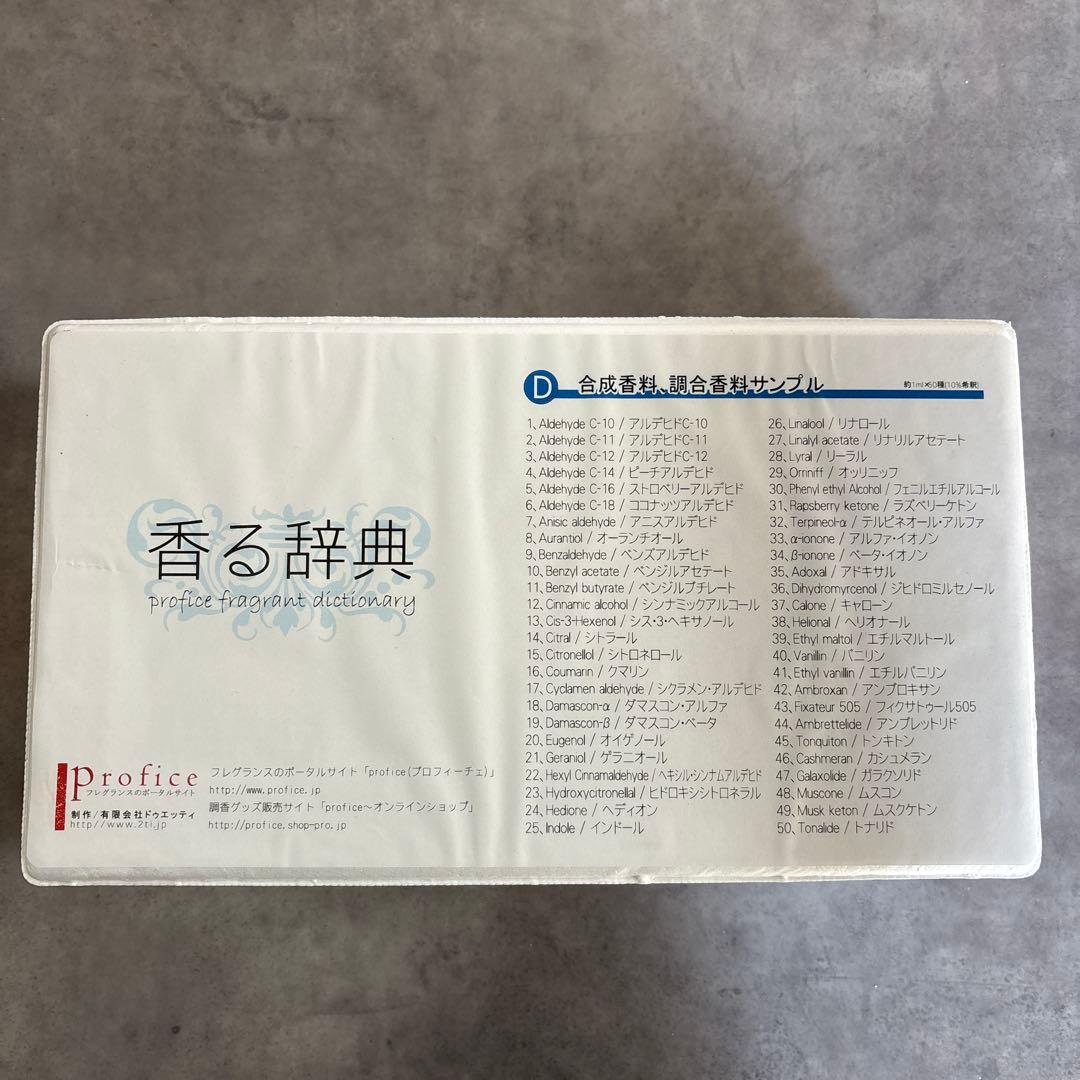 香る辞典
profice fragrant dictionary
profice
フレグランスのポータルサイト
制作/有限会社ドゥエッティ
http://www.2ti.jp
フレグランスのポータルサイト「profice(プロフィーチェ)」
http://www.profice.jp
調香グッズ販売サイト「profice〜オンラインショップ」
http://profice.shop-pro.jp
D 合成香料、調合香料サンプル 約1ml×50種(10%希釈)
1、Aldehyde C-10 / アルデヒドC-10
2、Aldehyde C-11 / アルデヒドC-11
3、Aldehyde C-12 / アルデヒドC-12
4、Aldehyde C-14 / ピーチアルデヒド
5、Aldehyde C-16 / ストロベリーアルデヒド
6、Aldehyde C-18 / ココナッツアルデヒド
7、Anisic aldehyde / アニスアルデヒド
8、Aurantiol / オーランチオール
9、Benzaldehyde / ベンズアルデヒド
10、Benzyl acetate / ベンジルアセテート
11、Benzyl butyrate / ベンジルブチレート
12、Cinnamic alcohol / シンナミックアルコール
13、Cis-3-Hexenol / シス・3・ヘキサノール
14、Citral / シトラール
15、Citronellol / シトロネロール
16、Coumarin / クマリン
17、Cyclamen aldehyde / シクラメン・アルデヒド
18、Damascon-α / ダマスコン・アルファ
19、Damascon-β / ダマスコン・ベータ
20、Eugenol / オイゲノール
21、Geraniol / ゲラニオール
22、Hexyl Cinnamaldehyde / ヘキシル・シンナムアルデヒド
23、Hydroxycitronellal / ヒドロキシシトロネラル
24、Hedione / ヘディオン
25、Indole / インドール
26、Linalool / リナロール
27、Linalyl acetate / リナリルアセテート
28、Lyral / リーラル
29、Orrniff / オッリニッフ
30、Phenyl ethyl Alcohol / フェニルエチルアルコール
31、Rapsberry ketone / ラズベリーケトン
32、Terpineol-α / テルピネオール・アルファ
33、α-ionone / アルファ・イオノン
34、β-ionone / ベータ・イオノン
35、Adoxal / アドキサル
36、Dihydromyrcenol / ジヒドロミルセノール
37、Calone / キャローン
38、Helional / ヘリオナール
39、Ethyl maltol / エチルマルトール
40、Vanillin / バニリン
41、Ethyl vanillin / エチルバニリン
42、Ambroxan / アンブロキサン
43、Fixateur 505 / フィクサトゥール505
44、Ambrettelide / アンブレットリド
45、Tonquiton / トンキトン
46、Cashmeran / カシュメラン
47、Galaxolide / ガラクソリド
48、Muscone / ムスコン
49、Musk keton / ムスクケトン
50、Tonalide / トナリド